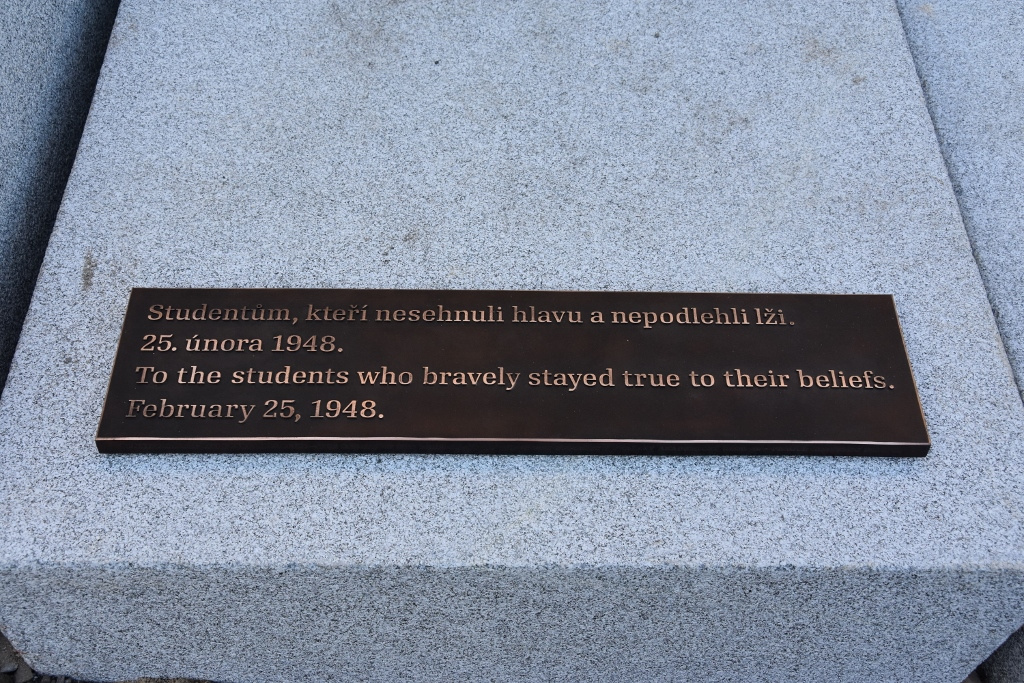 Studentům, kteří nesehnuli hlavu a nepodlehli lži.
25. února 1948.
To the students who bravely stayed true to their beliefs.
February 25, 1948.